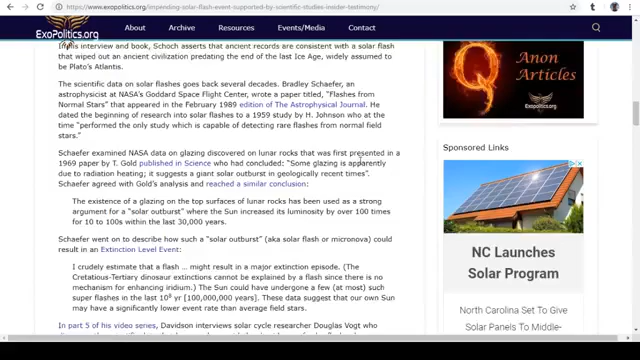 https://www.exopolitics.org/impending-solar-flash-event-supported-by-scientific-studies-insider-testimony/
About Archive Resources Events/Media Contact
ExoPolitics.org
In this interview and book, Schoch asserts that ancient records are consistent with a solar flash
that wiped out an ancient civilization predating the end of the last Ice Age, widely assumed to
be Plato's Atlantis.
The scientific data on solar flashes goes back several decades. Bradley Schaefer, an
astrophysicist at NASA's Goddard Space Flight Center, wrote a paper titled, "Flashes from
Normal Stars" that appeared in the February 1989 edition of The Astrophysical Journal. He
dated the beginning of research into solar flashes to a 1959 study by H. Johnson who at the
time "performed the only study which is capable of detecting rare flashes from normal field
stars."
Schaefer examined NASA data on glazing discovered on lunar rocks that was first presented in a
1969 paper by T. Gold published in Science who had concluded: "Some glazing is apparently
due to radiation heating; it suggests a giant solar outburst in geologically recent times".
Schaefer agreed with Gold's analysis and reached a similar conclusion:
The existence of a glazing on the top surfaces of lunar rocks has been used as a strong
argument for a "solar outburst" where the Sun increased its luminosity by over 100 times
for 10 to 100s within the last 30,000 years.
Schaefer went on to describe how such a "solar outburst" (aka solar flash or micronova) could
result in an Extinction Level Event:
I crudely estimate that a flash ... might result in a major extinction episode. (The
Cretatious-Tertiary dinosaur extinctions cannot be explained by a flash since there is no
mechanism for enhancing iridium.) The Sun could have undergone a few (at most) such
super flashes in the last 10⁸ yr [100,000,000 years]. These data suggest that our own Sun
may have a significantly lower event rate than average field stars.
In part 5 of his video series, Davidson interviews solar cycle researcher Douglas Vogt who
Anon
Articles
Sponsored Links
NC Launches
Solar Program
North Carolina Set To Give
Solar Panels To Middle-